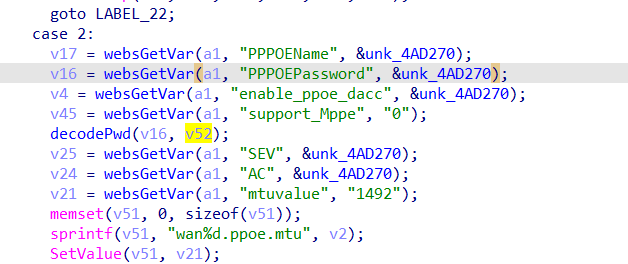 goto LABEL_22;
case 2:
v17 = websGetVar(a1, "PPPOEName", &unk_4AD270);
v16 = websGetVar(a1, "PPPOEPassword", &unk_4AD270);
v4 = websGetVar(a1, "enable_ppoe_dacc", &unk_4AD270);
v45 = websGetVar(a1, "support_Mppe", "0");
decodePwd(v16, v52);
v25 = websGetVar(a1, "SEV", &unk_4AD270);
v24 = websGetVar(a1, "AC", &unk_4AD270);
v21 = websGetVar(a1, "mtuvalue", "1492");
memset(v51, 0, sizeof(v51));
sprintf(v51, "wan%d.ppoe.mtu", v2);
SetValue(v51, v21);